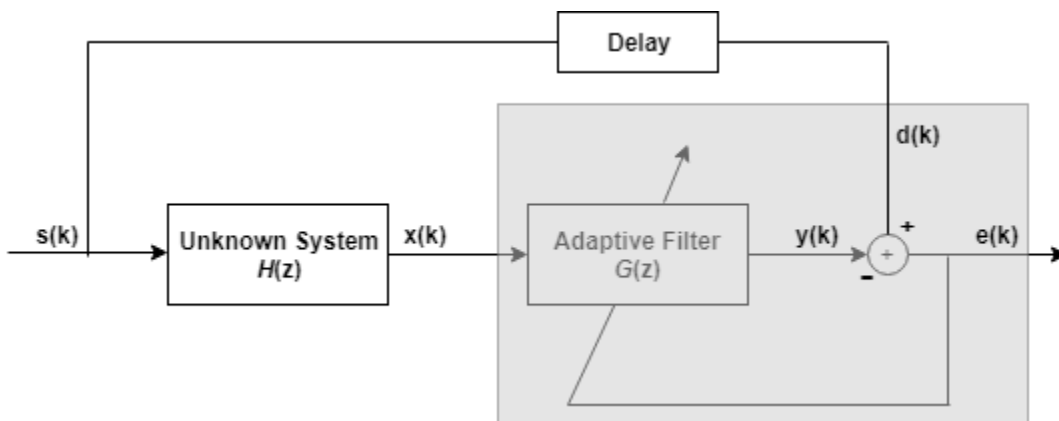 Delay
d(k)
s(k)
Unknown System
H(z)
x(k)
Adaptive Filter
G(z)
y(k)
+
+
-
e(k)